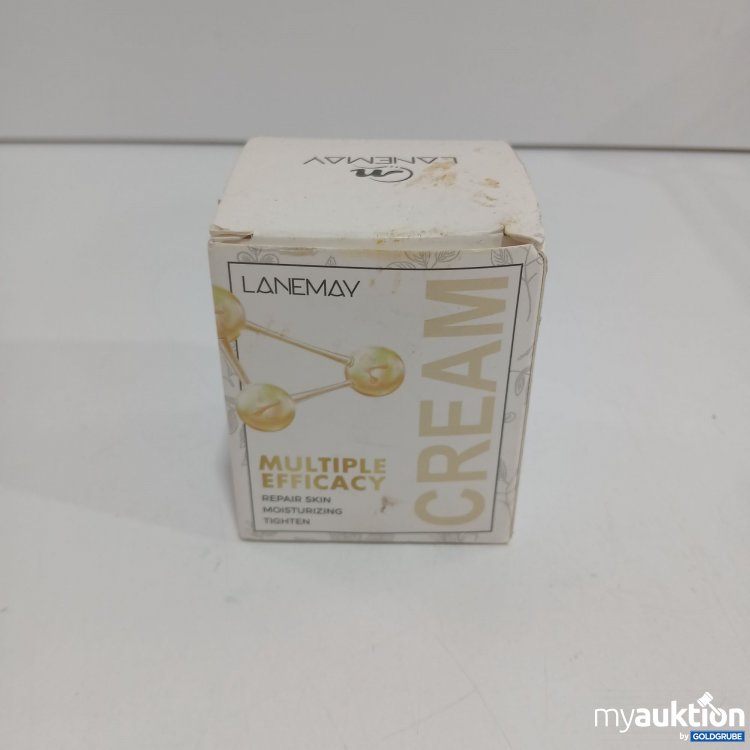 LANEMAY
LANEMAY
CREAM
MULTIPLE
EFFICACY
REPAIR SKIN
MOISTURIZING
TIGHTEN
myauktion
by GOLDGRUBE